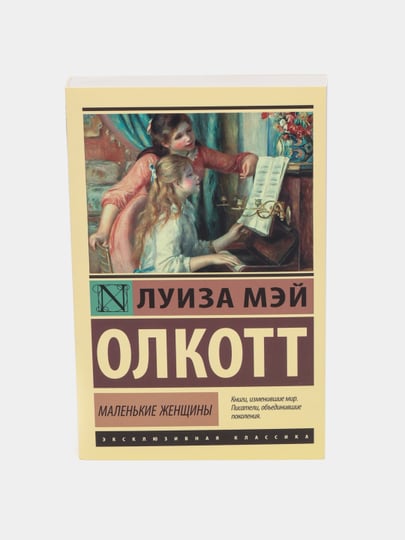 N
ЛУИЗА МЭЙ
ОЛКОТТ
МАЛЕНЬКИЕ ЖЕНЩИНЫ
Книги, изменившие мир.
Писатели, объединившие
поколения.
ЭКСКЛЮЗИВНАЯ КЛАССИКА